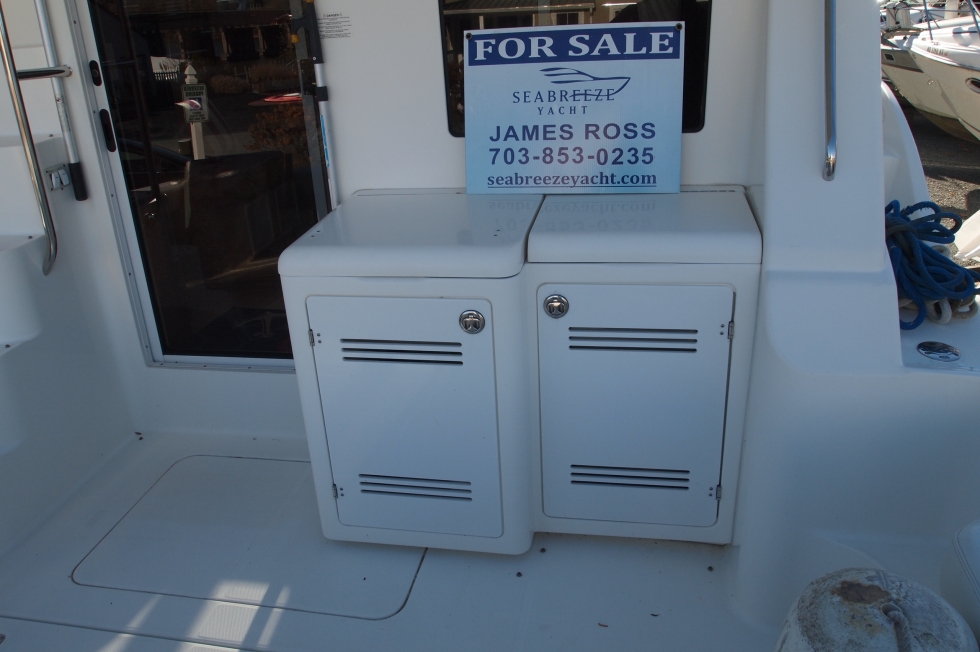 FOR SALE
SEABREEZE
YACHT
JAMES ROSS
703-853-0235
seabreezeyacht.com